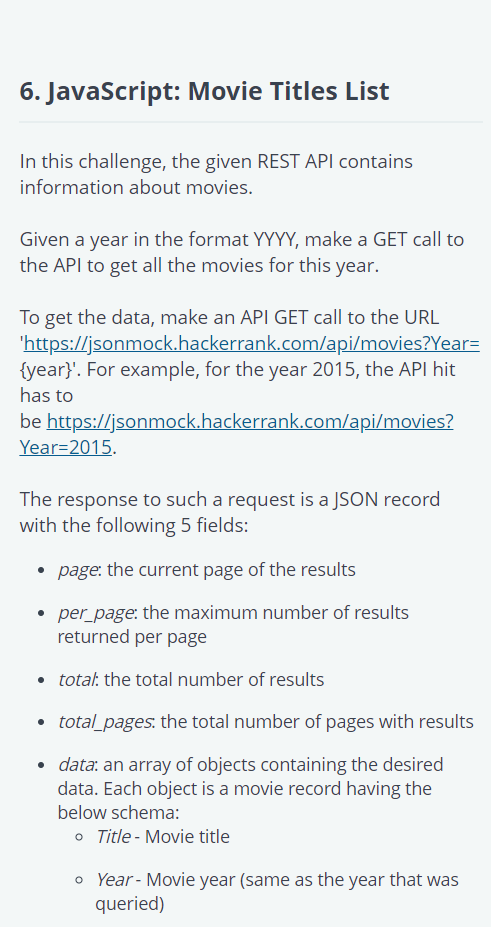 6. JavaScript: Movie Titles List
In this challenge, the given REST API contains
information about movies.
Given a year in the format YYYY, make a GET call to
the API to get all the movies for this year.
To get the data, make an API GET call to the URL
'https://jsonmock.hackerrank.com/api/movies?Year=
{year}'. For example, for the year 2015, the API hit
has to
be https://jsonmock.hackerrank.com/api/movies?
Year=2015.
The response to such a request is a JSON record
with the following 5 fields:
• page: the current page of the results
• per_page: the maximum number of results
returned per page
• total: the total number of results
• total_pages: the total number of pages with results
• data: an array of objects containing the desired
data. Each object is a movie record having the
below schema:
◦ Title - Movie title
◦ Year - Movie year (same as the year that was
queried)